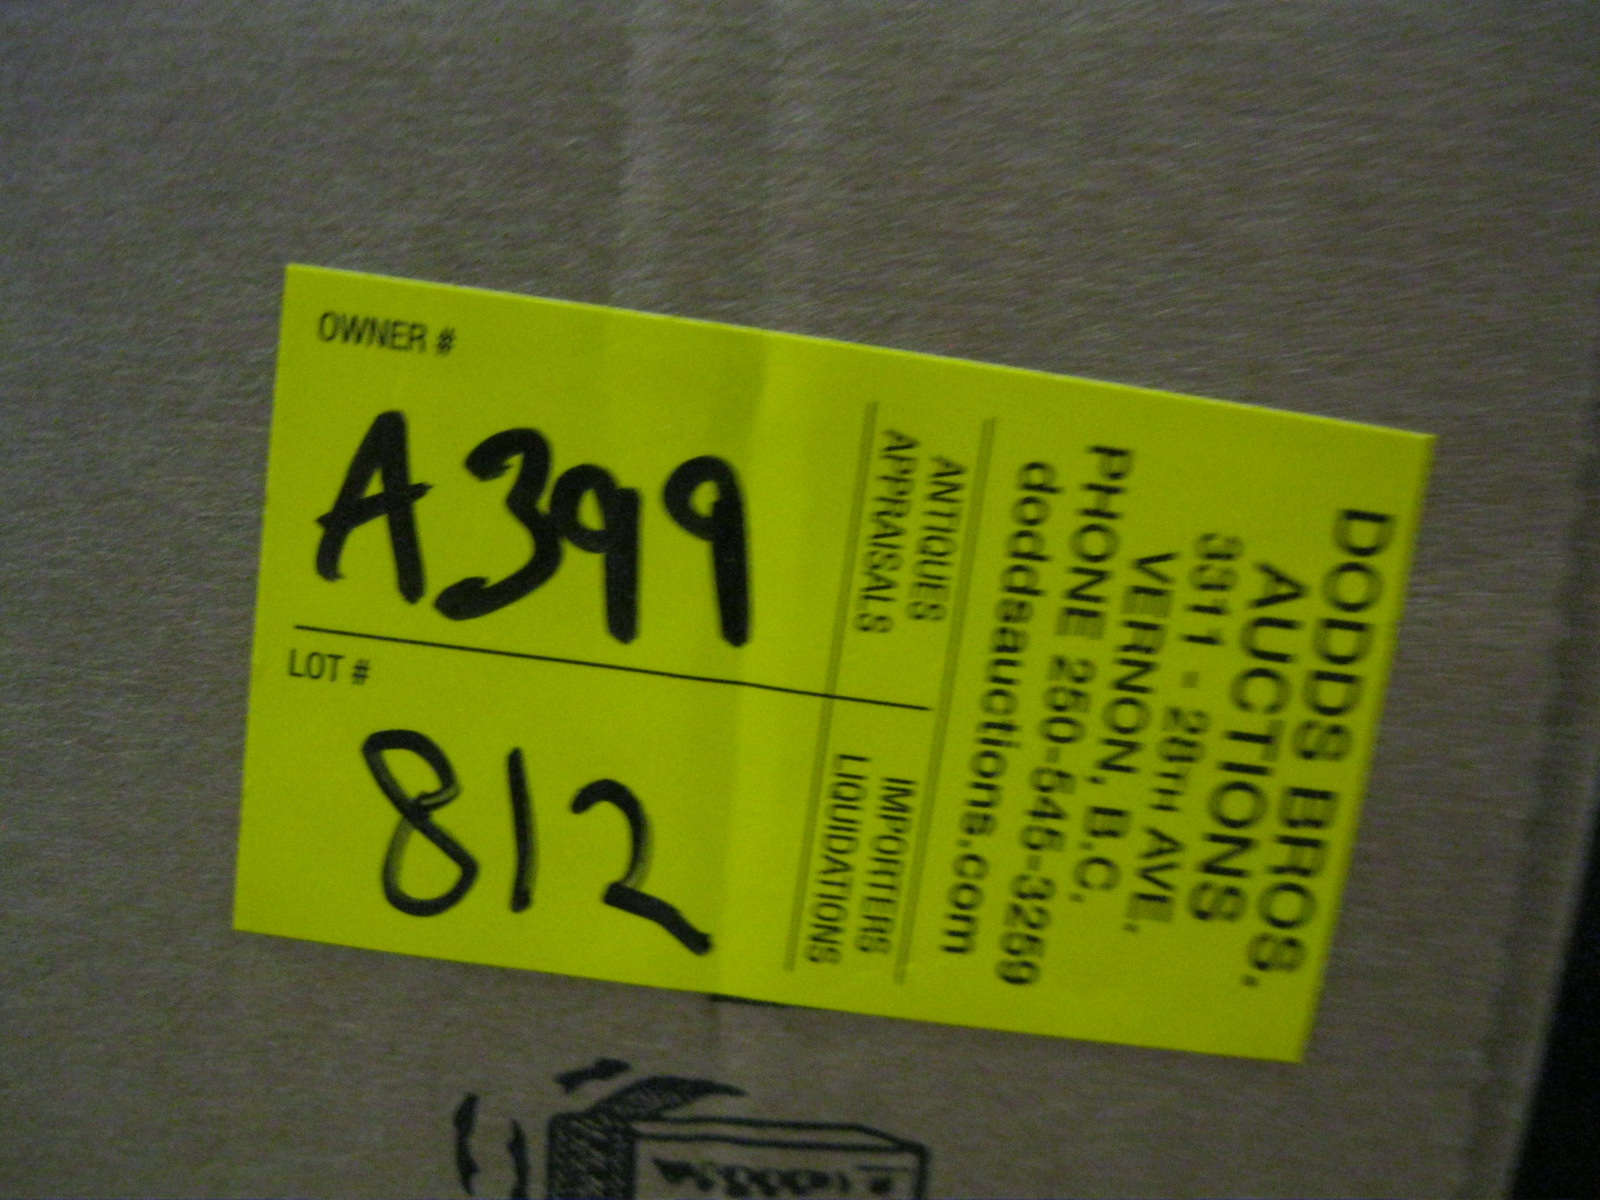 OWNER #
A399
LOT #
812
DODDS BROS.
AUCTIONS
3311 - 28TH AVE.
VERNON, B.C.
PHONE 250-545-3259
doddsauctions.com
ANTIQUES
APPRAISALS
IMPORTERS
LIQUIDATIONS